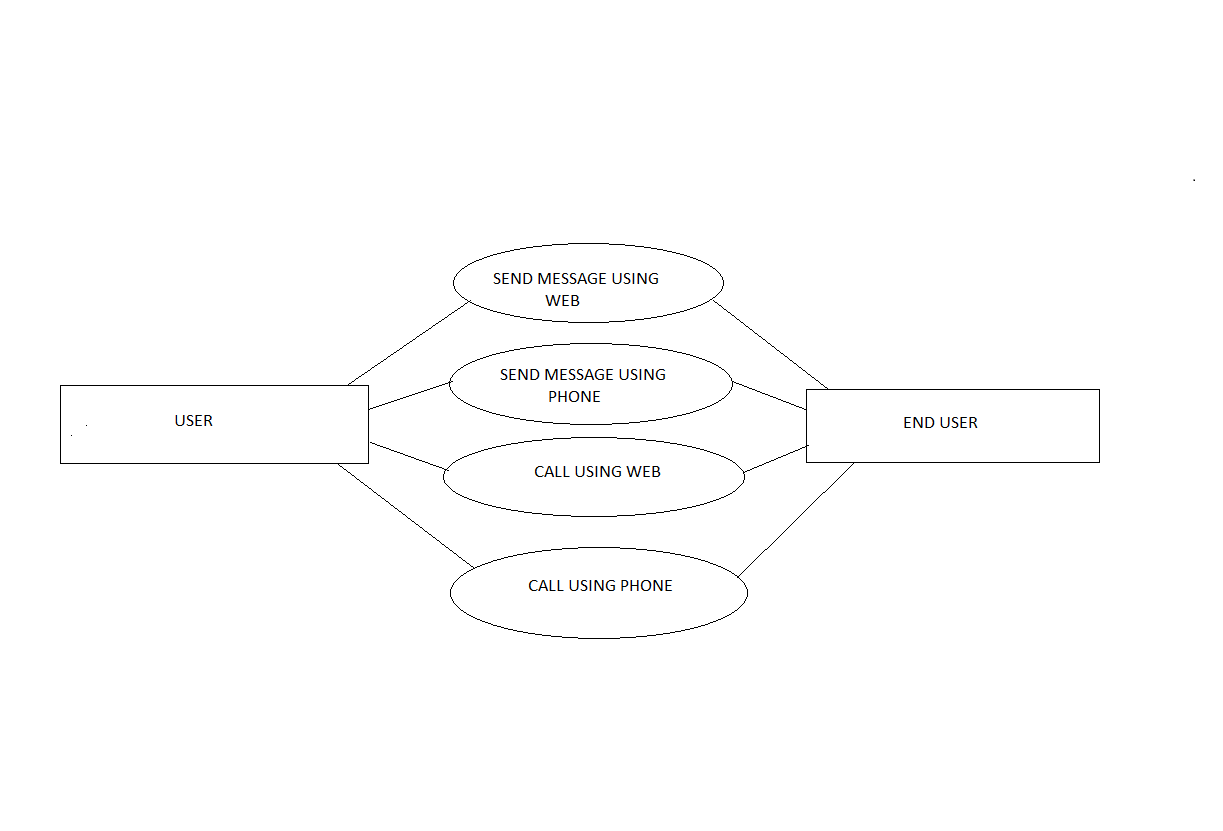 SEND MESSAGE USING
WEB
SEND MESSAGE USING
PHONE
USER
END USER
CALL USING WEB
CALL USING PHONE